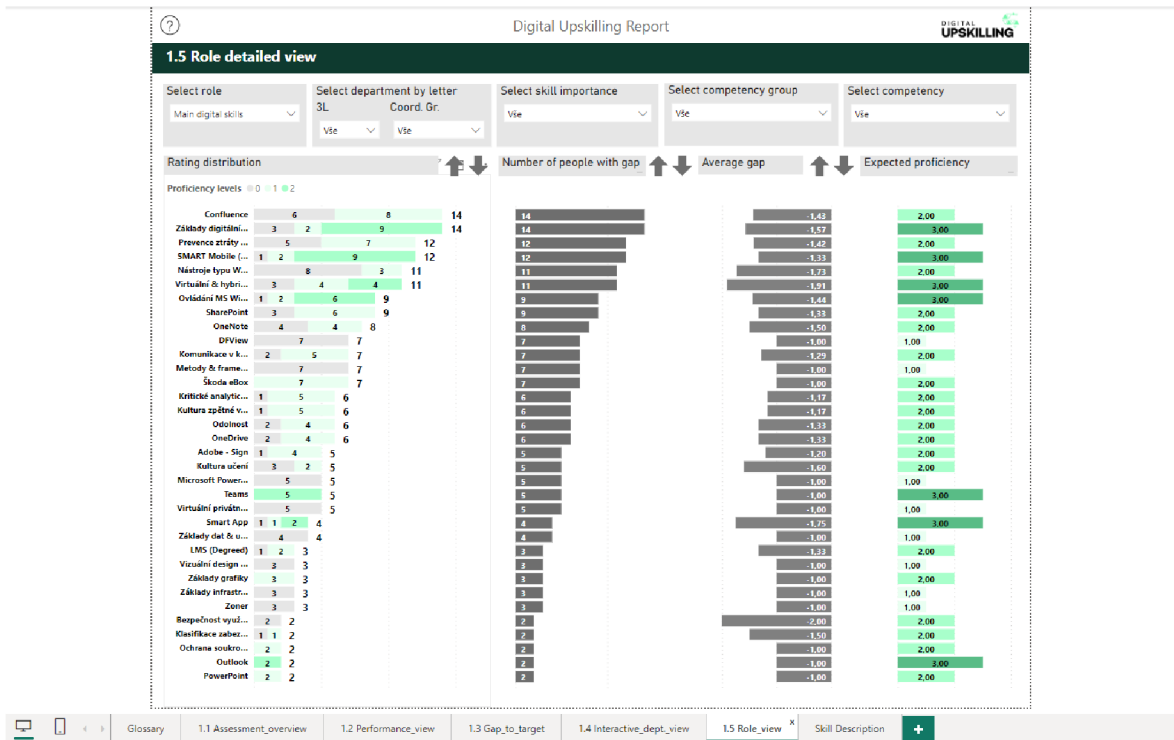 ? Digital Upskilling Report DIGITAL UPSKILLING
1.5 Role detailed view
Select role Select department by letter Select skill importance Select competency group Select competency
3L Coord. Gr.
Main digital skills Vše Vše Vše Vše Vše
Rating distribution Number of people with gap Average gap Expected proficiency
Proficiency levels 0 1 2
Confluence 6 8 14 14 -1,43 2,00
Základy digitální... 3 2 9 14 14 -1,57 3,00
Prevence ztráty ... 5 7 12 12 -1,42 2,00
SMART Mobile (... 1 2 9 12 12 -1,33 3,00
Nástroje typu W... 8 3 11 11 -1,73 2,00
Virtuální & hybri... 3 4 4 11 11 -1,91 3,00
Ovládání MS Wi... 1 2 6 9 9 -1,44 3,00
SharePoint 3 6 9 9 -1,33 2,00
OneNote 4 4 8 8 -1,50 2,00
DFView 7 7 7 -1,00 1,00
Komunikace v k... 2 5 7 7 -1,29 2,00
Metody & frame... 7 7 7 -1,00 1,00
Škoda eBox 7 7 7 -1,00 2,00
Kritické analytic... 1 5 6 6 -1,17 2,00
Kultura zpětné v... 1 5 6 6 -1,17 2,00
Odolnost 2 4 6 6 -1,33 2,00
OneDrive 2 4 6 6 -1,33 2,00
Adobe - Sign 1 4 5 5 -1,20 2,00
Kultura učení 3 2 5 5 -1,60 2,00
Microsoft Power... 5 5 5 -1,00 1,00
Teams 5 5 5 -1,00 3,00
Virtuální privátn... 5 5 5 -1,00 1,00
Smart App 1 1 2 4 4 -1,75 3,00
Základy dat & u... 4 4 4 -1,00 1,00
LMS (Degreed) 1 2 3 3 -1,33 2,00
Vizuální design ... 3 3 3 -1,00 1,00
Základy grafiky 3 3 3 -1,00 2,00
Základy infrastr... 3 3 3 -1,00 1,00
Zoner 3 3 3 -1,00 1,00
Bezpečnost využ... 2 2 2 -2,00 2,00
Klasifikace zabez... 1 1 2 2 -1,50 2,00
Ochrana soukro... 2 2 2 -1,00 2,00
Outlook 2 2 2 -1,00 3,00
PowerPoint 2 2 2 -1,00 2,00
Glossary 1.1 Assessment_overview 1.2 Performance_view 1.3 Gap_to_target 1.4 Interactive_dept._view 1.5 Role_view x Skill Description +